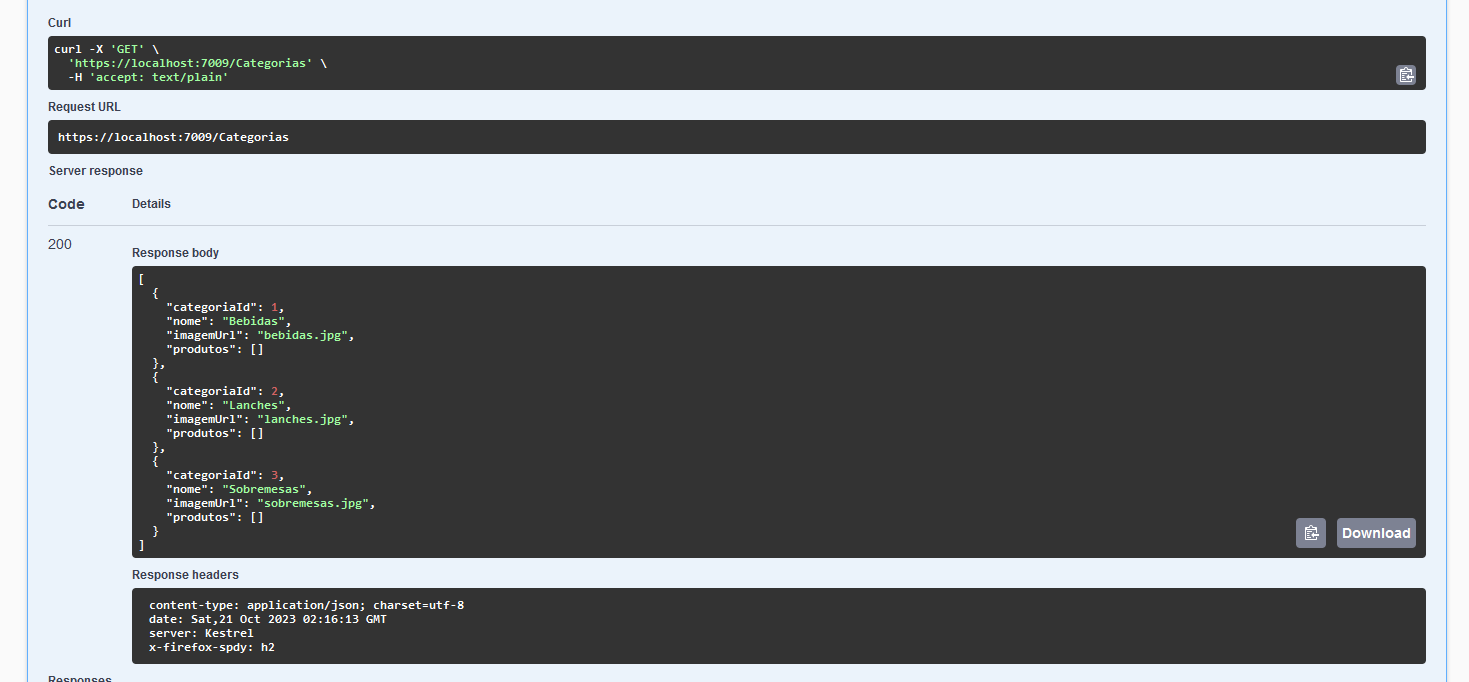 Curl
curl -X 'GET' \
  'https://localhost:7009/Categorias' \
  -H 'accept: text/plain'
Request URL
https://localhost:7009/Categorias
Server response
Code Details
200
Response body
[
  {
    "categoriaId": 1,
    "nome": "Bebidas",
    "imagemUrl": "bebidas.jpg",
    "produtos": []
  },
  {
    "categoriaId": 2,
    "nome": "Lanches",
    "imagemUrl": "lanches.jpg",
    "produtos": []
  },
  {
    "categoriaId": 3,
    "nome": "Sobremesas",
    "imagemUrl": "sobremesas.jpg",
    "produtos": []
  }
]
Download
Response headers
content-type: application/json; charset=utf-8
date: Sat,21 Oct 2023 02:16:13 GMT
server: Kestrel
x-firefox-spdy: h2
Responses